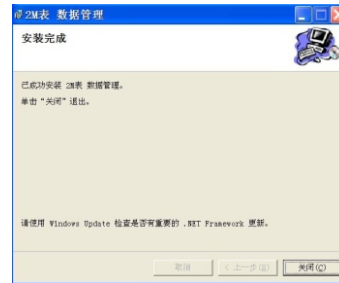 2M表 数据管理
安装完成
已成功安装 2M表 数据管理。
单击“关闭”退出。
请使用 Windows Update 检查是否有重要的 .NET Framework 更新。
取消
< 上一步(B)
关闭(C)